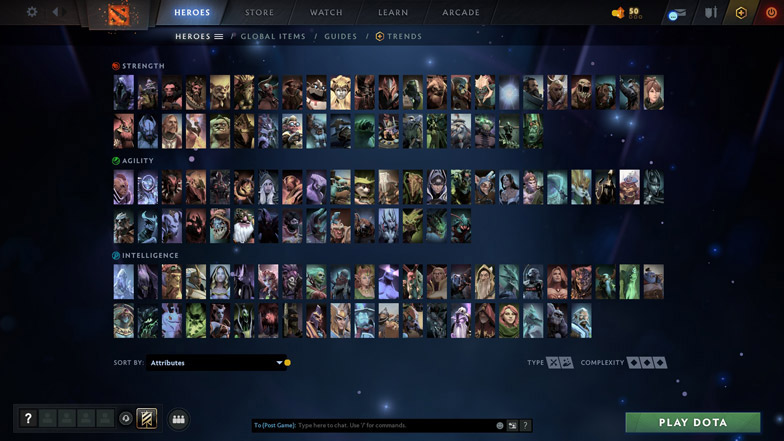 HEROES STORE WATCH LEARN ARCADE
50
HEROES / GLOBAL ITEMS / GUIDES / TRENDS
STRENGTH
AGILITY
INTELLIGENCE
SORT BY: Attributes TYPE COMPLEXITY
?
To (Post Game): Type here to chat. Use '/' for commands. ?
PLAY DOTA